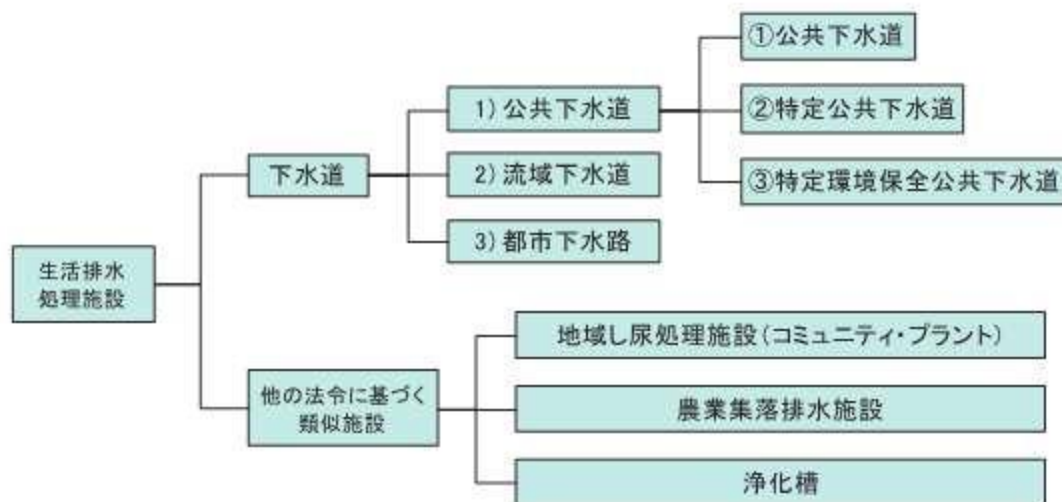 生活排水
処理施設
下水道
1) 公共下水道
①公共下水道
②特定公共下水道
③特定環境保全公共下水道
2) 流域下水道
3) 都市下水路
他の法令に基づく
類似施設
地域し尿処理施設(コミュニティ・プラント)
農業集落排水施設
浄化槽